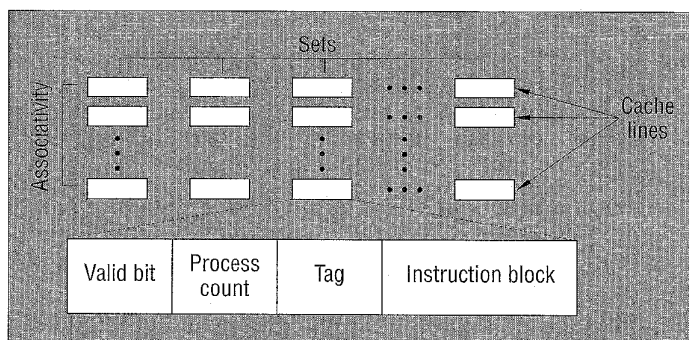 Sets
Associativity
Cache
lines
Valid bit
Process
count
Tag
Instruction block